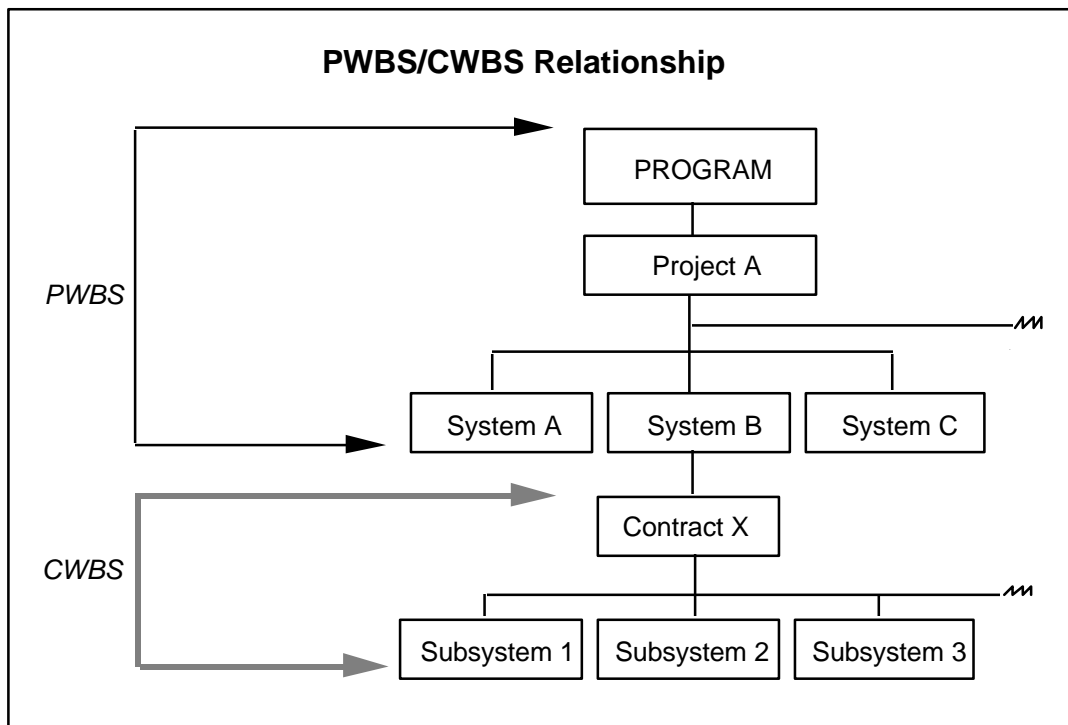 PWBS/CWBS Relationship
PROGRAM
Project A
PWBS
System A
System B
System C
Contract X
CWBS
Subsystem 1
Subsystem 2
Subsystem 3